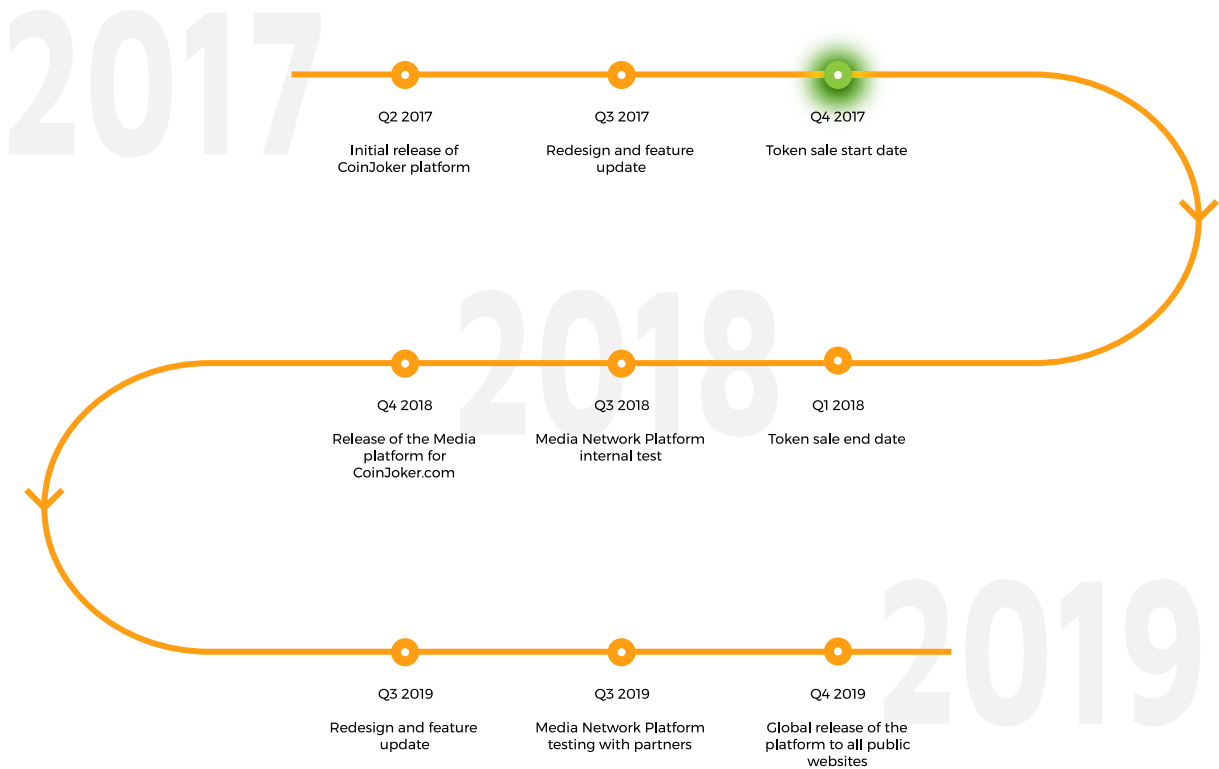 2017
Q2 2017
Initial release of
CoinJoker platform
Q3 2017
Redesign and feature
update
Q4 2017
Token sale start date
2018
Q1 2018
Token sale end date
Q3 2018
Media Network Platform
internal test
Q4 2018
Release of the Media
platform for
CoinJoker.com
2019
Q3 2019
Redesign and feature
update
Q3 2019
Media Network Platform
testing with partners
Q4 2019
Global release of the
platform to all public
websites